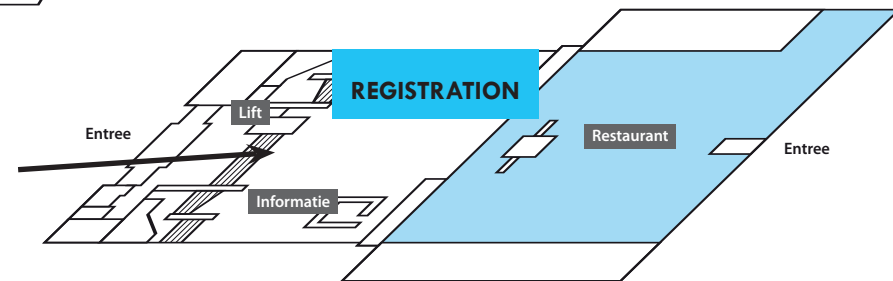 REGISTRATION
Lift
Entree
Restaurant
Entree
Informatie